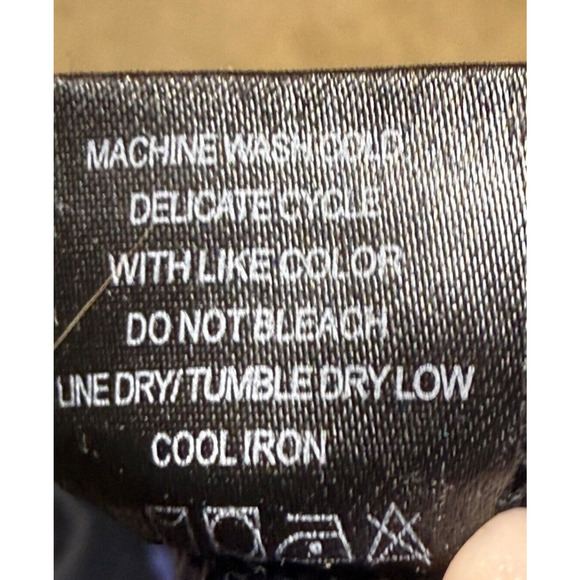 MACHINE WASH COLD,
DELICATE CYCLE
WITH LIKE COLOR
DO NOT BLEACH
LINE DRY/TUMBLE DRY LOW
COOL IRON